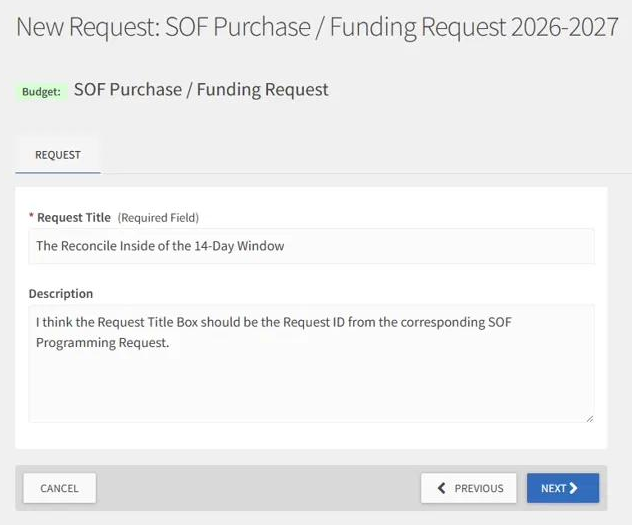 New Request: SOF Purchase / Funding Request 2026-2027
Budget: SOF Purchase / Funding Request
REQUEST
* Request Title (Required Field)
The Reconcile Inside of the 14-Day Window
Description
I think the Request Title Box should be the Request ID from the corresponding SOF
Programming Request.
CANCEL PREVIOUS NEXT